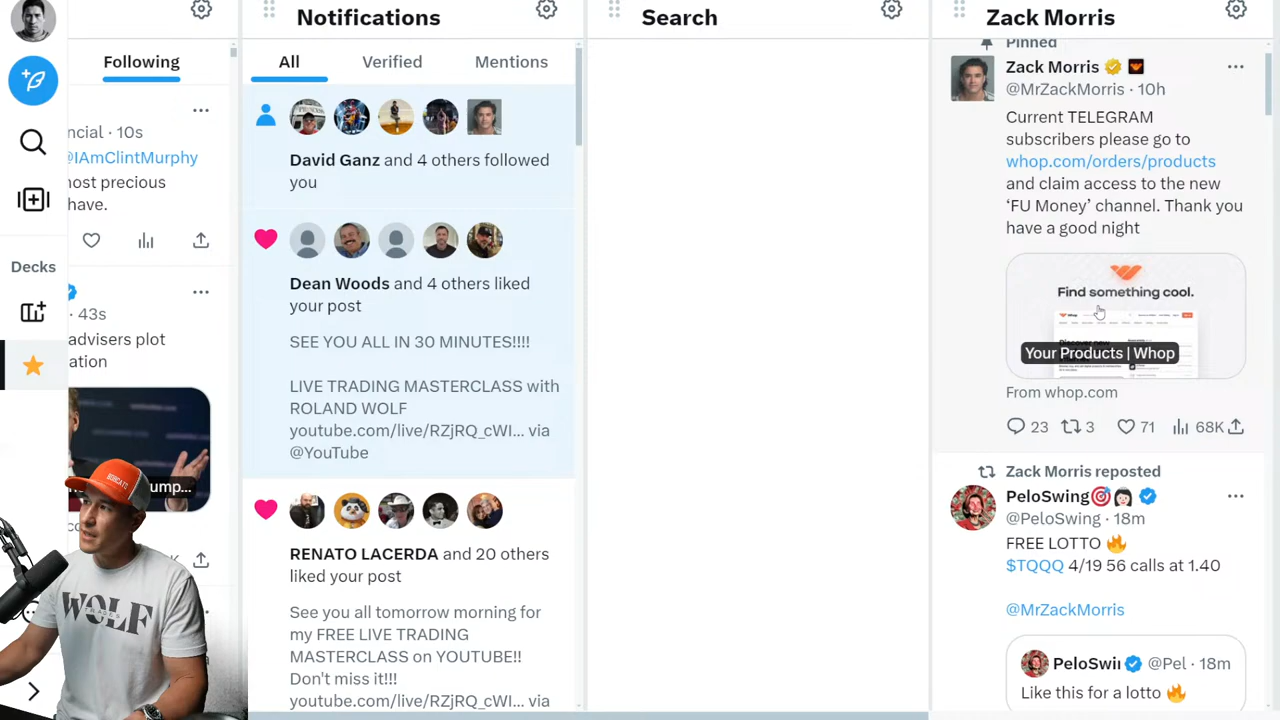 Following
ncial · 10s
@IAmClintMurphy
most precious
have.
Decks
· 43s
advisers plot
ation
ump...
BOBCAT
WOLF
TRADES
Notifications
All
Verified
Mentions
David Ganz and 4 others followed
you
Dean Woods and 4 others liked
your post
SEE YOU ALL IN 30 MINUTES!!!!
LIVE TRADING MASTERCLASS with
ROLAND WOLF
youtube.com/live/RZjRQ_cWI... via
@YouTube
RENATO LACERDA and 20 others
liked your post
See you all tomorrow morning for
my FREE LIVE TRADING
MASTERCLASS on YOUTUBE!!
Don't miss it!!!
youtube.com/live/RZjRQ_cWI... via
Search
Zack Morris
Pinned
Zack Morris
@MrZackMorris · 10h
Current TELEGRAM
subscribers please go to
whop.com/orders/products
and claim access to the new
‘FU Money’ channel. Thank you
have a good night
Find something cool.
Your Products | Whop
From whop.com
23 3 71 68K
Zack Morris reposted
PeloSwing🎯👩🏻
@PeloSwing · 18m
FREE LOTTO 🔥
$TQQQ 4/19 56 calls at 1.40
@MrZackMorris
PeloSwii @Pel · 18m
Like this for a lotto 🔥